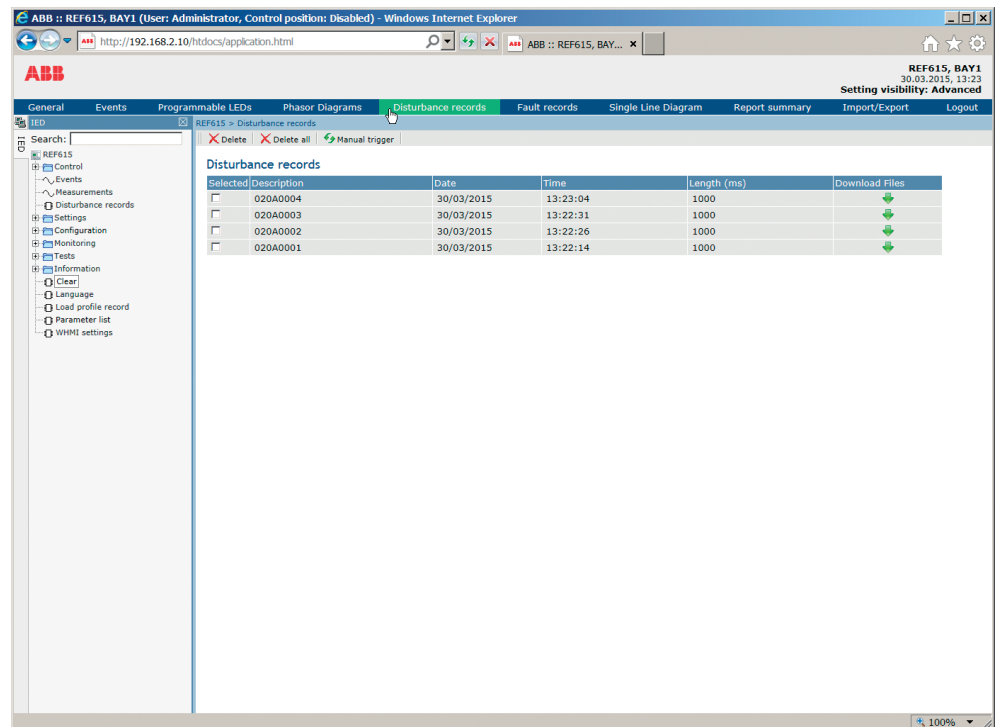 ABB :: REF615, BAY1 (User: Administrator, Control position: Disabled) - Windows Internet Explorer
http://192.168.2.10/htdocs/application.html
ABB :: REF615, BAY...
ABB
REF615, BAY1
30.03.2015, 13:23
Setting visibility: Advanced
General Events Programmable LEDs Phasor Diagrams Disturbance records Fault records Single Line Diagram Report summary Import/Export Logout
IED
IED
Search:
REF615
Control
Events
Measurements
Disturbance records
Settings
Configuration
Monitoring
Tests
Information
Clear
Language
Load profile record
Parameter list
WHMI settings
REF615 > Disturbance records
Delete Delete all Manual trigger
Disturbance records
Selected Description Date Time Length (ms) Download Files
020A0004 30/03/2015 13:23:04 1000
020A0003 30/03/2015 13:22:31 1000
020A0002 30/03/2015 13:22:26 1000
020A0001 30/03/2015 13:22:14 1000
100%